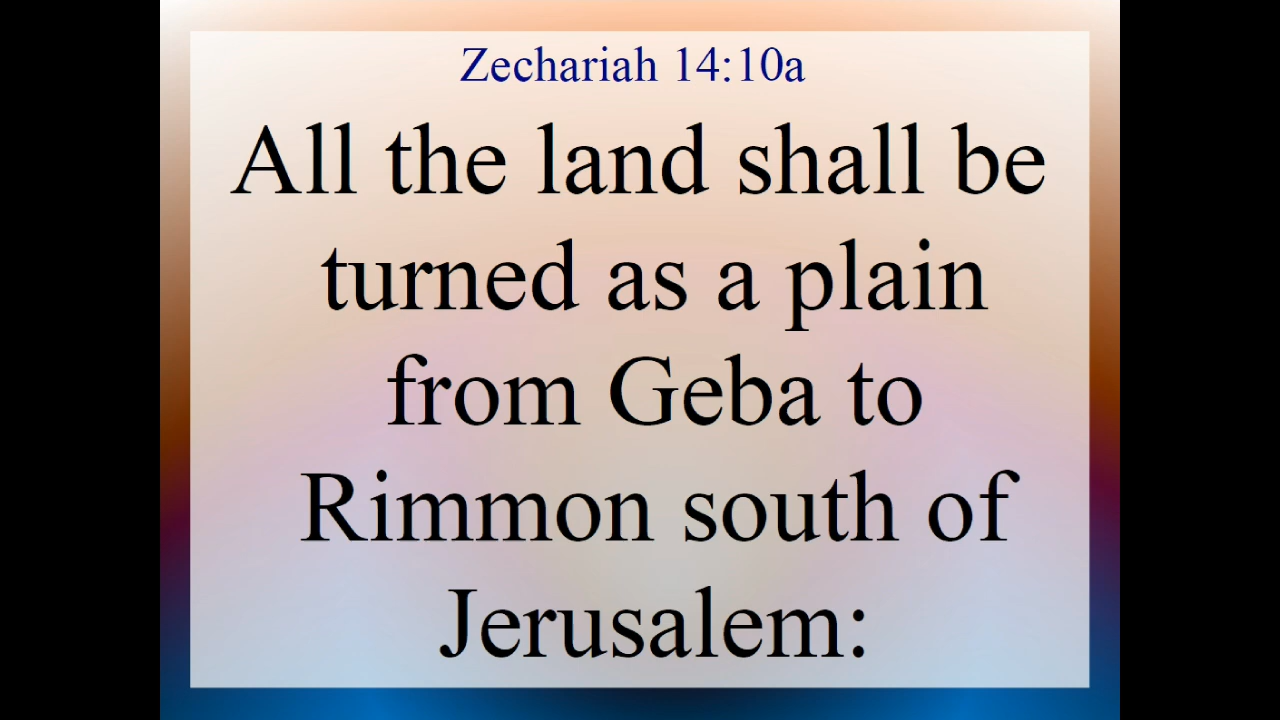 Zechariah 14:10a
All the land shall be
turned as a plain
from Geba to
Rimmon south of
Jerusalem: